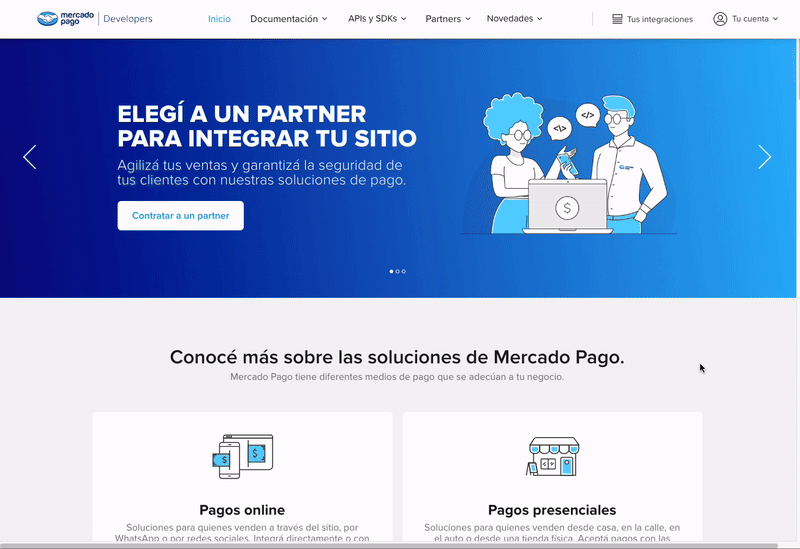 mercado
pago
Developers
Inicio
Documentación
APIs y SDKs
Partners
Novedades
Tus integraciones
Tu cuenta
ELEGÍ A UN PARTNER
PARA INTEGRAR TU SITIO
Agilizá tus ventas y garantizá la seguridad de
tus clientes con nuestras soluciones de pago.
Contratar a un partner
</>
</>
$
Conocé más sobre las soluciones de Mercado Pago.
Mercado Pago tiene diferentes medios de pago que se adecúan a tu negocio.
$
$
Pagos online
Soluciones para quienes venden a través del sitio, por
WhatsApp o por redes sociales. Integrá directamente o con
Pagos presenciales
Soluciones para quienes venden desde casa, en la calle, en
el auto o desde una tienda física. Aceptá pagos con las